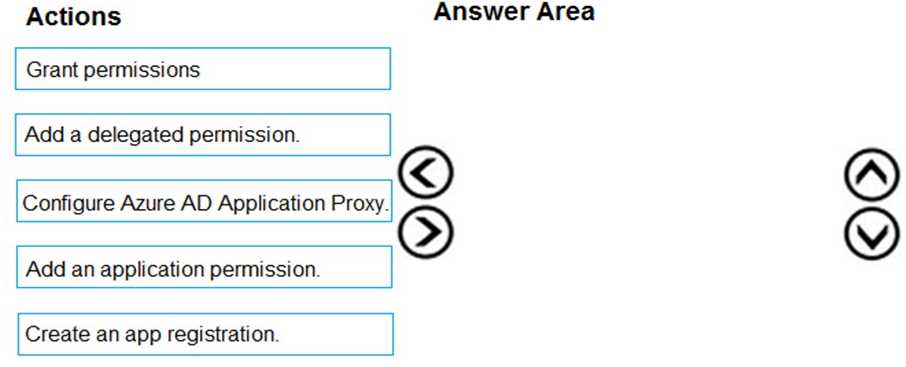 Actions
Answer Area
Grant permissions
Add a delegated permission.
Configure Azure AD Application Proxy.
Add an application permission.
Create an app registration.